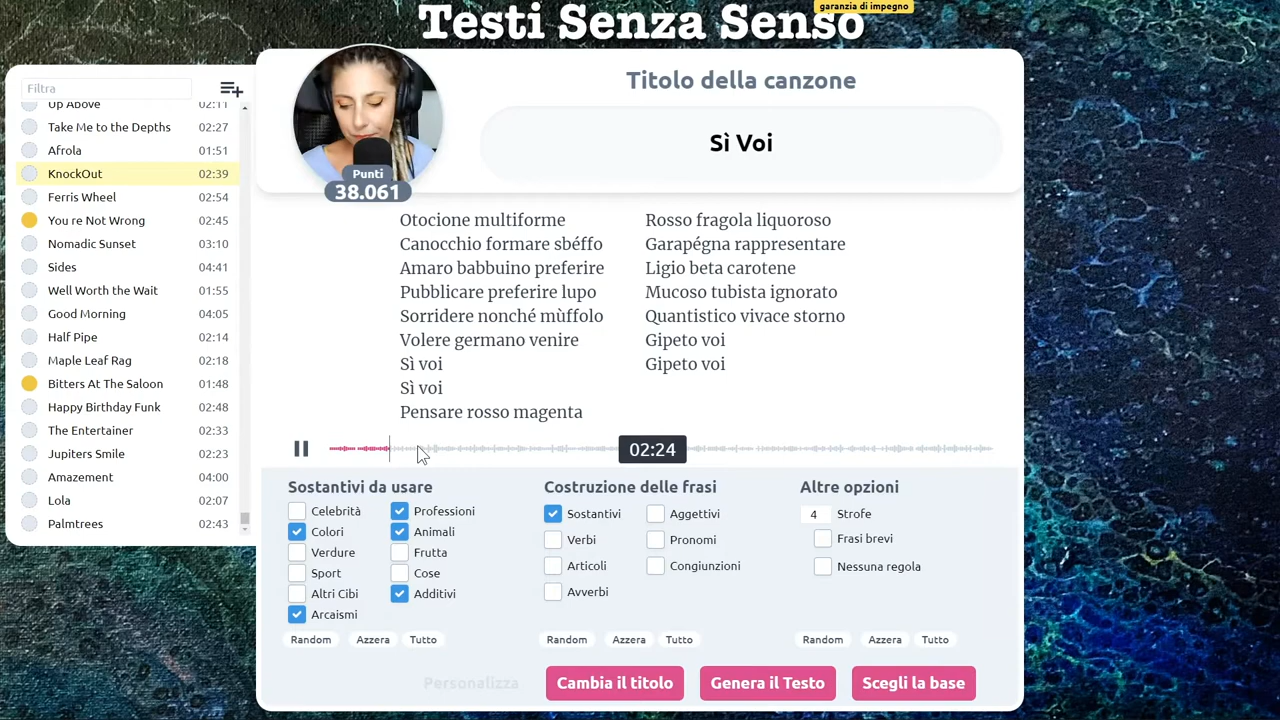 garanzia di impegno
Testi Senza Senso
Filtra
Up Above 02:11
Take Me to the Depths 02:27
Afrola 01:51
KnockOut 02:39
Ferris Wheel 02:54
You re Not Wrong 02:45
Nomadic Sunset 03:10
Sides 04:41
Well Worth the Wait 01:55
Good Morning 04:05
Half Pipe 02:14
Maple Leaf Rag 02:18
Bitters At The Saloon 01:48
Happy Birthday Funk 02:48
The Entertainer 02:33
Jupiters Smile 02:23
Amazement 04:00
Lola 02:07
Palmtrees 02:43
Punti
38.061
Titolo della canzone
Sì Voi
Otocione multiforme
Canocchio formare sbéffo
Amaro babbuino preferire
Pubblicare preferire lupo
Sorridere nonché mùffolo
Volere germano venire
Sì voi
Sì voi
Pensare rosso magenta
Rosso fragola liquoroso
Garapégna rappresentare
Ligio beta carotene
Mucoso tubista ignorato
Quantistico vivace storno
Gipeto voi
Gipeto voi
02:24
Sostantivi da usare
Celebrità Professioni
Colori Animali
Verdure Frutta
Sport Cose
Altri Cibi Additivi
Arcaismi
Random Azzera Tutto
Costruzione delle frasi
Sostantivi Aggettivi
Verbi Pronomi
Articoli Congiunzioni
Avverbi
Random Azzera Tutto
Altre opzioni
4 Strofe
Frasi brevi
Nessuna regola
Random Azzera Tutto
Personalizza
Cambia il titolo
Genera il Testo
Scegli la base